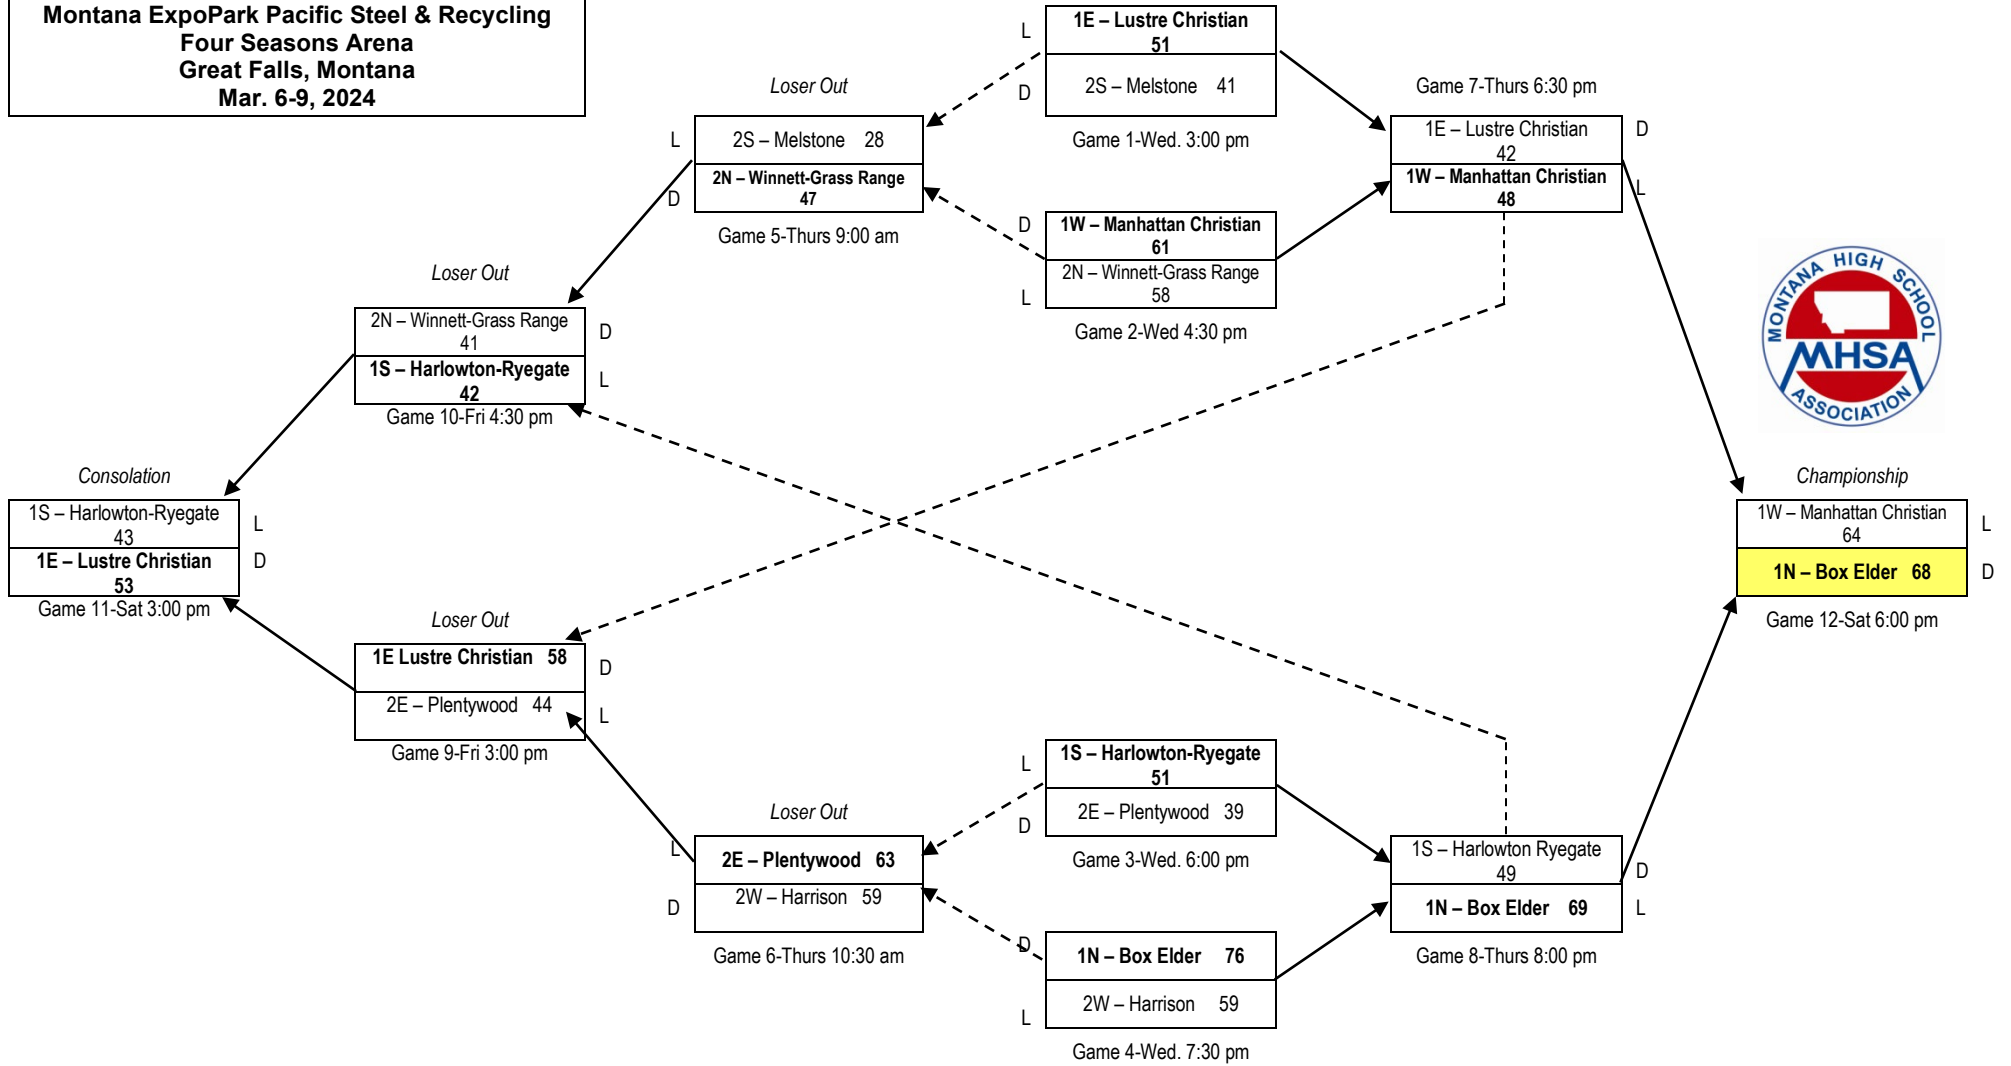 Montana ExpoPark Pacific Steel & Recycling
Four Seasons Arena
Great Falls, Montana
Mar. 6-9, 2024
Loser Out
L
2S – Melstone 28
D
2N – Winnett-Grass Range
47
Game 5-Thurs 9:00 am
L
1E – Lustre Christian
51
D
2S – Melstone 41
Game 1-Wed. 3:00 pm
D
1W – Manhattan Christian
61
L
2N – Winnett-Grass Range
58
Game 2-Wed 4:30 pm
Game 7-Thurs 6:30 pm
1E – Lustre Christian
42
D
1W – Manhattan Christian
48
L
Loser Out
2N – Winnett-Grass Range
41
D
1S – Harlowton-Ryegate
42
L
Game 10-Fri 4:30 pm
MONTANA HIGH SCHOOL
MHSA
ASSOCIATION
Consolation
1S – Harlowton-Ryegate
43
L
1E – Lustre Christian
53
D
Game 11-Sat 3:00 pm
Championship
1W – Manhattan Christian
64
L
1N – Box Elder 68
D
Game 12-Sat 6:00 pm
Loser Out
1E Lustre Christian 58
D
2E – Plentywood 44
L
Game 9-Fri 3:00 pm
Loser Out
L
2E – Plentywood 63
D
2W – Harrison 59
Game 6-Thurs 10:30 am
L
1S – Harlowton-Ryegate
51
D
2E – Plentywood 39
Game 3-Wed. 6:00 pm
D
1N – Box Elder 76
L
2W – Harrison 59
Game 4-Wed. 7:30 pm
1S – Harlowton Ryegate
49
D
1N – Box Elder 69
L
Game 8-Thurs 8:00 pm